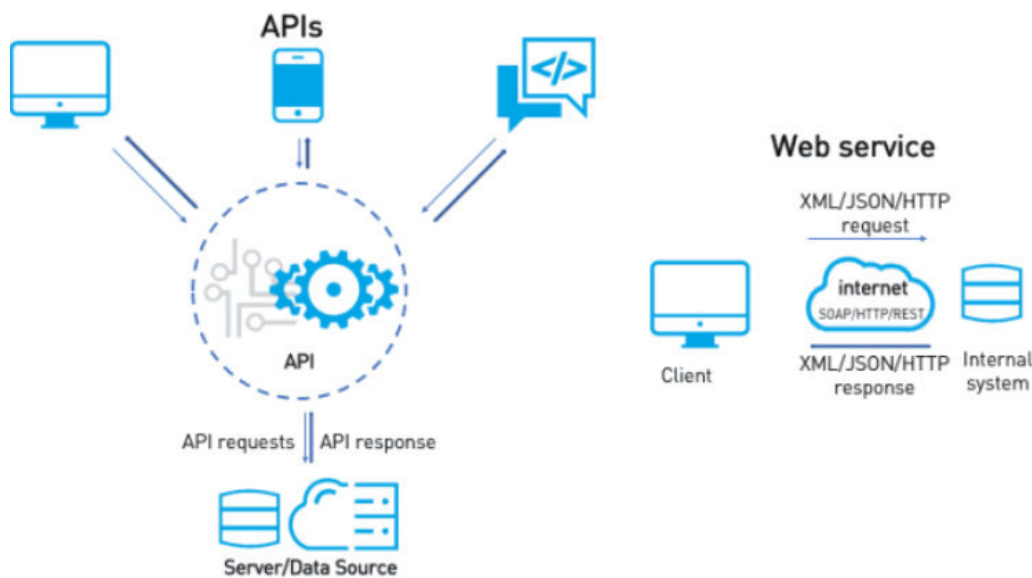 APIs
</>
API
API requests
API response
Server/Data Source
Web service
XML/JSON/HTTP
request
internet
SOAP/HTTP/REST
XML/JSON/HTTP
response
Client
Internal
system